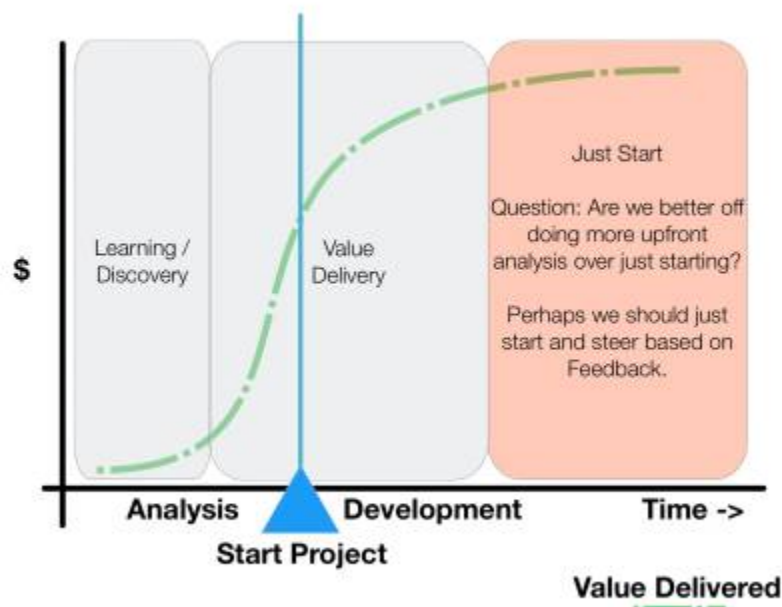 Just Start
Question: Are we better off
doing more upfront
analysis over just starting?
Perhaps we should just
start and steer based on
Feedback.
Learning /
Discovery
Value
Delivery
$
Analysis
Development
Time ->
Start Project
Value Delivered